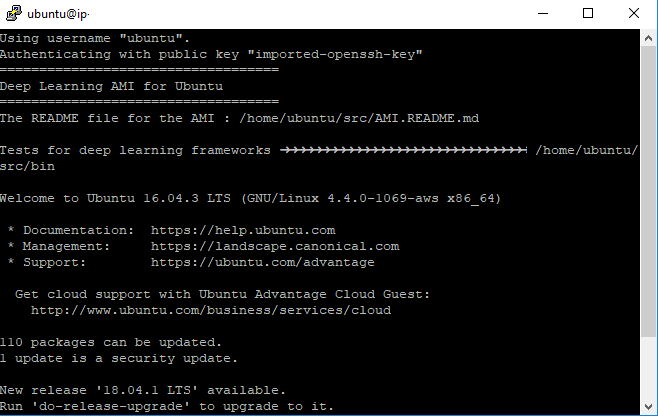 ubuntu@ip-
Using username "ubuntu".
Authenticating with public key "imported-openssh-key"
===================================
Deep Learning AMI for Ubuntu
===================================
The README file for the AMI : /home/ubuntu/src/AMI.README.md
Tests for deep learning frameworks →→→→→→→→→→→→→→→→→→→→→→→→→→→→→→→ /home/ubuntu/
src/bin
Welcome to Ubuntu 16.04.3 LTS (GNU/Linux 4.4.0-1069-aws x86_64)
* Documentation:  https://help.ubuntu.com
* Management:     https://landscape.canonical.com
* Support:        https://ubuntu.com/advantage
Get cloud support with Ubuntu Advantage Cloud Guest:
http://www.ubuntu.com/business/services/cloud
110 packages can be updated.
1 update is a security update.
New release '18.04.1 LTS' available.
Run 'do-release-upgrade' to upgrade to it.